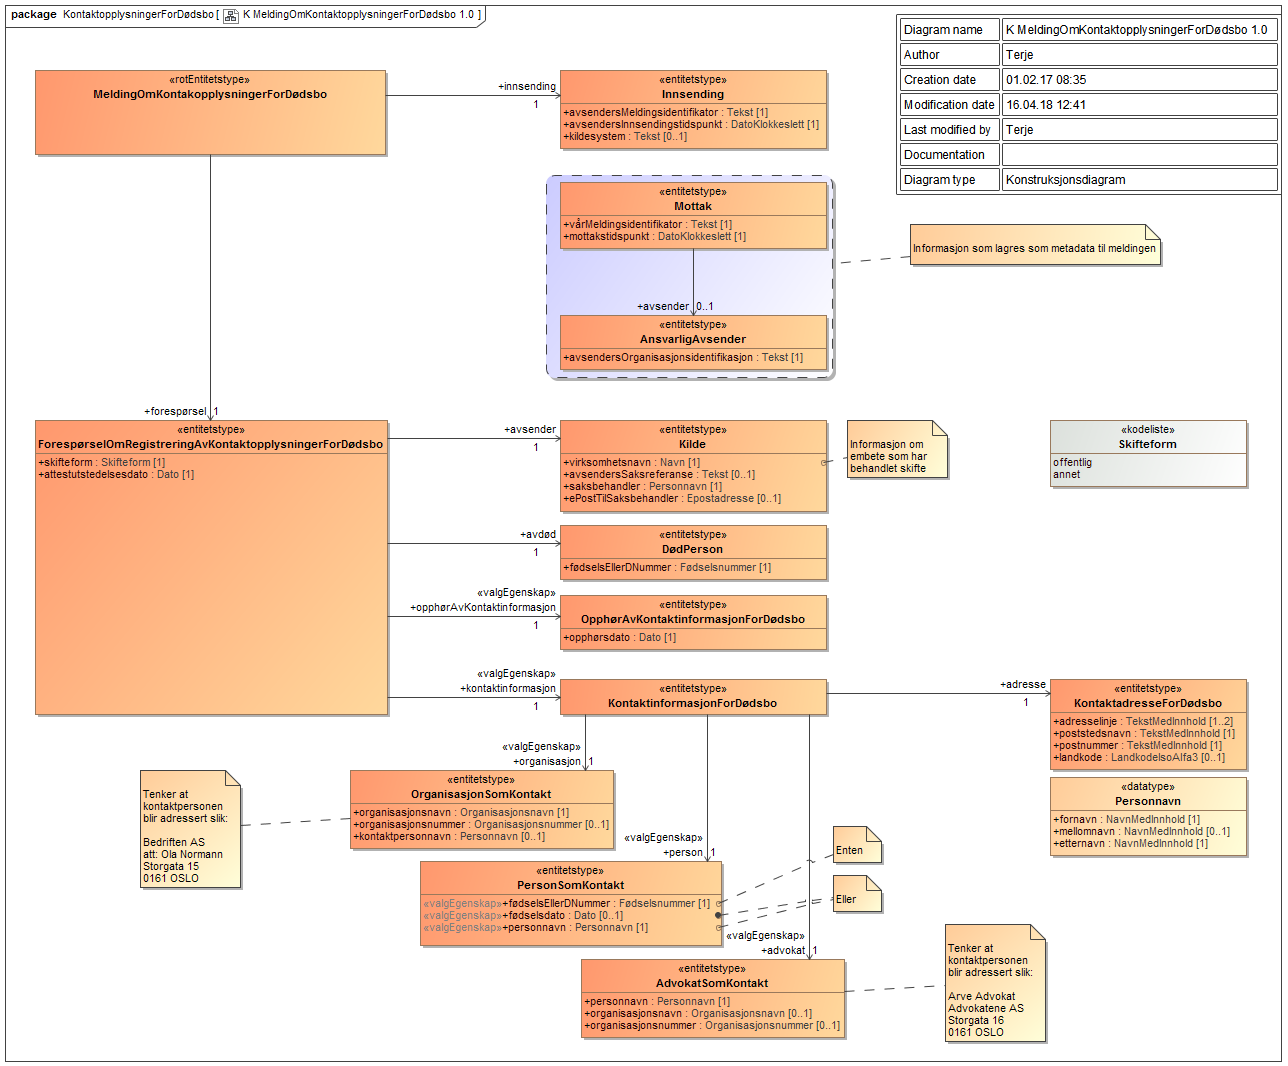 package KontaktopplysningerForDødsbo [ K MeldingOmKontaktopplysningerForDødsbo 1.0 ]
Diagram name K MeldingOmKontaktopplysningerForDødsbo 1.0
Author Terje
Creation date 01.02.17 08:35
Modification date 16.04.18 12:41
Last modified by Terje
Documentation
Diagram type Konstruksjonsdiagram
«rotEntitetstype»
MeldingOmKontakopplysningerForDødsbo
+innsending
1
«entitetstype»
Innsending
+avsendersMeldingsidentifikator : Tekst [1]
+avsendersInnsendingstidspunkt : DatoKlokkeslett [1]
+kildesystem : Tekst [0..1]
«entitetstype»
Mottak
+vårMeldingsidentifikator : Tekst [1]
+mottakstidspunkt : DatoKlokkeslett [1]
Informasjon som lagres som metadata til meldingen
+avsender 0..1
«entitetstype»
AnsvarligAvsender
+avsendersOrganisasjonsidentifikasjon : Tekst [1]
+forespørsel 1
«entitetstype»
ForespørselOmRegistreringAvKontaktopplysningerForDødsbo
+skifteform : Skifteform [1]
+attestutstedelsesdato : Dato [1]
+avsender
1
«entitetstype»
Kilde
+virksomhetsnavn : Navn [1]
+avsendersSaksreferanse : Tekst [0..1]
+saksbehandler : Personnavn [1]
+ePostTilSaksbehandler : Epostadresse [0..1]
Informasjon om
embete som har
behandlet skifte
«kodeliste»
Skifteform
offentlig
annet
+avdød
1
«entitetstype»
DødPerson
+fødselsEllerDNummer : Fødselsnummer [1]
«valgEgenskap»
+opphørAvKontaktinformasjon
1
«entitetstype»
OpphørAvKontaktinformasjonForDødsbo
+opphørsdato : Dato [1]
«valgEgenskap»
+kontaktinformasjon
1
«entitetstype»
KontaktinformasjonForDødsbo
+adresse
1
«entitetstype»
KontaktadresseForDødsbo
+adresselinje : TekstMedInnhold [1..2]
+poststedsnavn : TekstMedInnhold [1]
+postnummer : TekstMedInnhold [1]
+landkode : LandkodeIsoAlfa3 [0..1]
«datatype»
Personnavn
+fornavn : NavnMedInnhold [1]
+mellomnavn : NavnMedInnhold [0..1]
+etternavn : NavnMedInnhold [1]
«valgEgenskap»
+organisasjon 1
«entitetstype»
OrganisasjonSomKontakt
+organisasjonsnavn : Organisasjonsnavn [1]
+organisasjonsnummer : Organisasjonsnummer [0..1]
+kontaktpersonnavn : Personnavn [0..1]
Tenker at
kontaktpersonen
blir adressert slik:
Bedriften AS
att: Ola Normann
Storgata 15
0161 OSLO
«valgEgenskap»
+person 1
«entitetstype»
PersonSomKontakt
«valgEgenskap»+fødselsEllerDNummer : Fødselsnummer [1]
«valgEgenskap»+fødselsdato : Dato [0..1]
«valgEgenskap»+personnavn : Personnavn [1]
Enten
Eller
«valgEgenskap»
+advokat 1
«entitetstype»
AdvokatSomKontakt
+personnavn : Personnavn [1]
+organisasjonsnavn : Organisasjonsnavn [0..1]
+organisasjonsnummer : Organisasjonsnummer [0..1]
Tenker at
kontaktpersonen
blir adressert slik:
Arve Advokat
Advokatene AS
Storgata 16
0161 OSLO